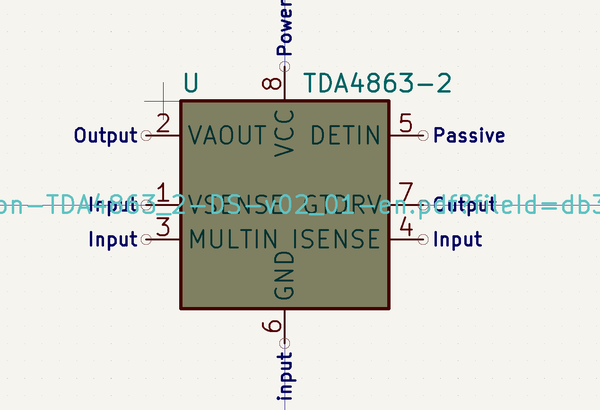 Power
8
U TDA4863-2
Output 2 VAOUT VCC DETIN 5 Passive
Input 1 VSENSE GTDRV 7 Output
on-TDA4863_2-DS-v02_01-en.pdf?fileId=db3
Input 3 MULTIN ISENSE 4 Input
GND
6
input